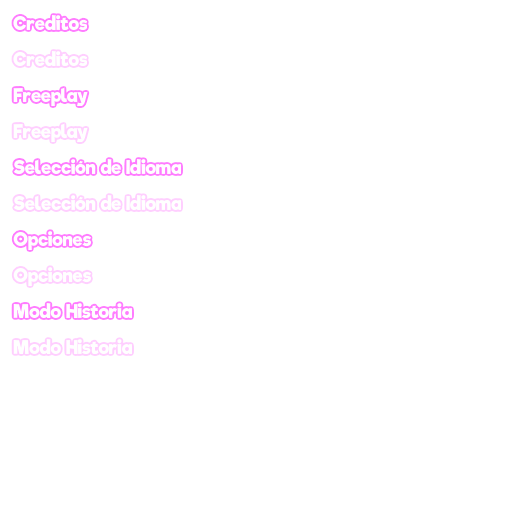 Creditos
Creditos
Freeplay
Freeplay
Selección de Idioma
Selección de Idioma
Opciones
Opciones
Modo Historia
Modo Historia